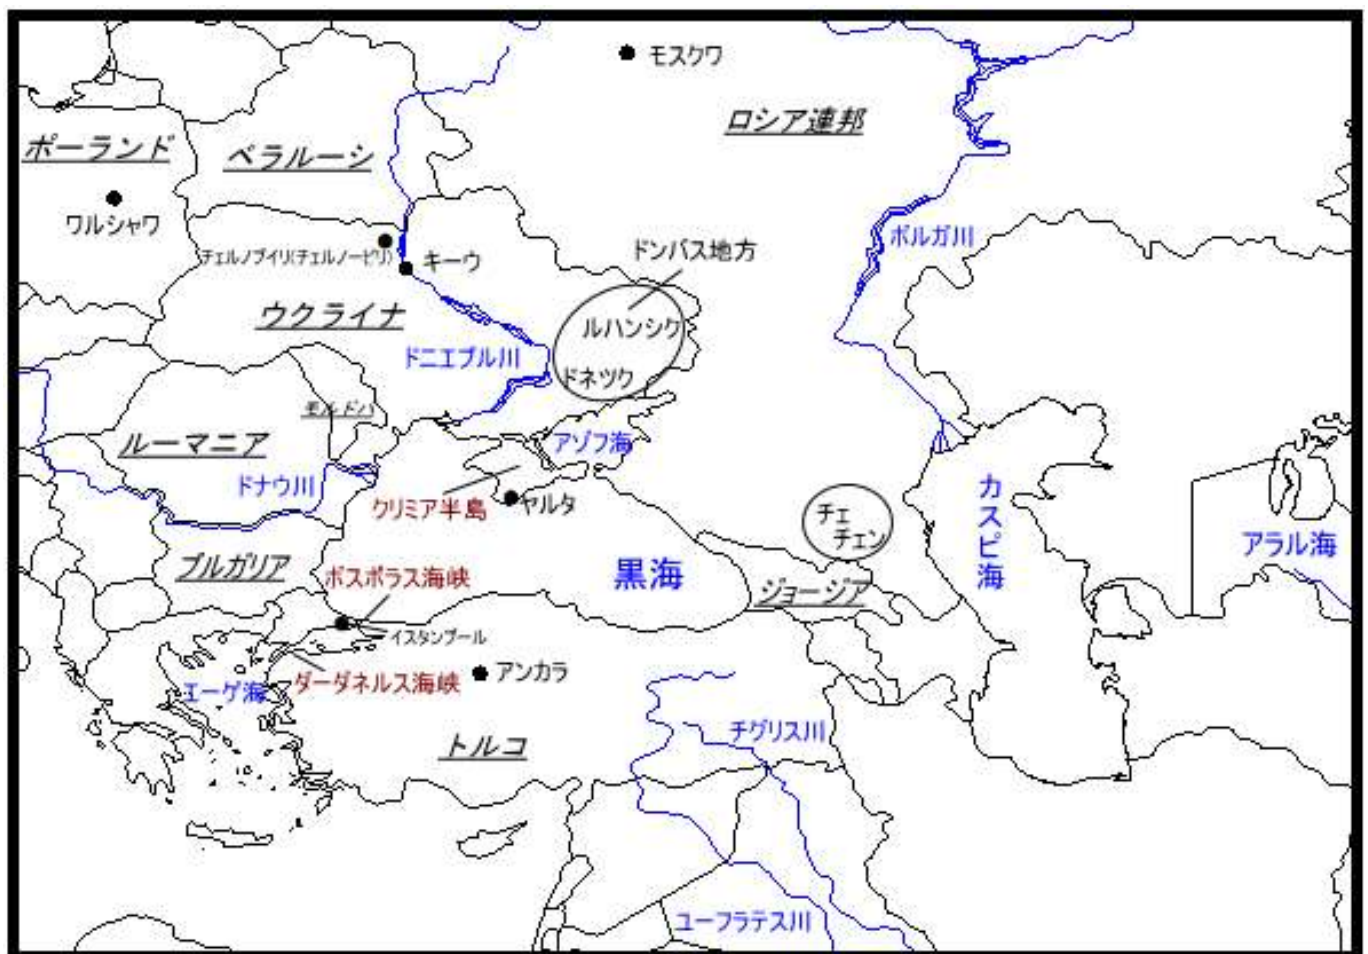 モスクワ
ロシア連邦
ポーランド
ベラルーシ
ワルシャワ
ボルガ川
ドンバス地方
チェルノブイリ(チェルノービリ)
キーウ
ウクライナ
ルハンシク
ドニエプル川
ドネツク
モルドバ
ルーマニア
アゾフ海
ドナウ川
カスピ海
クリミア半島
ヤルタ
チェ
チェン
アラル海
ブルガリア
ボスポラス海峡
黒海
ジョージア
イスタンブール
エーゲ海
ダーダネルス海峡
アンカラ
トルコ
チグリス川
ユーフラテス川